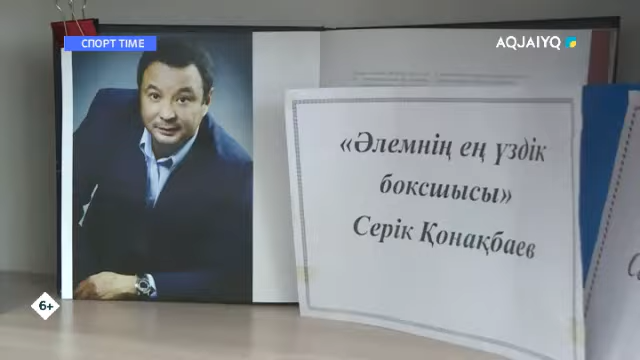 СПОРТ TIME
AQJAIYQ
«Әлемнің ең үздік
боксшысы»
Серік Қонақбаев
6+